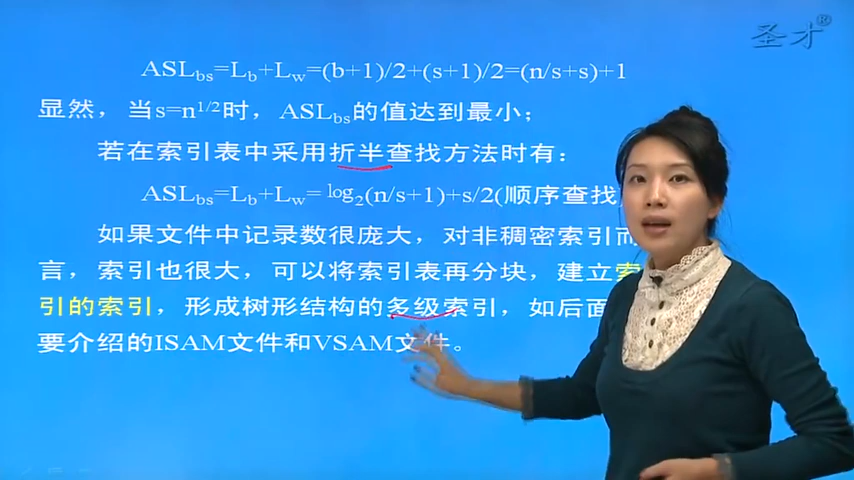 圣才®
ASLbs=Lb+Lw=(b+1)/2+(s+1)/2=(n/s+s)+1
显然，当s=n1/2时，ASLbs的值达到最小；
若在索引表中采用折半查找方法时有：
ASLbs=Lb+Lw= log2(n/s+1)+s/2(顺序查找
如果文件中记录数很庞大，对非稠密索引而
言，索引也很大，可以将索引表再分块，建立索
引的索引，形成树形结构的多级索引，如后面
要介绍的ISAM文件和VSAM文件。